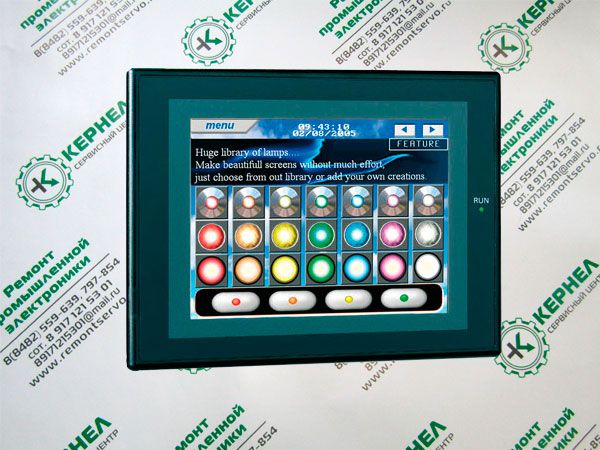 menu
09:43:10
02/08/2005
FEATURE
Huge library of lamps....
Make beautifull screens without much effort,
just choose from out library or add your own creations.
RUN
КЕРНЕЛ
СЕРВИСНЫЙ ЦЕНТР
Ремонт
промышленной
электроники
8(8482) 559-639, 797-854
сот. 8 917 121 53 01
89171215301@mail.ru
www.remontservo.ru